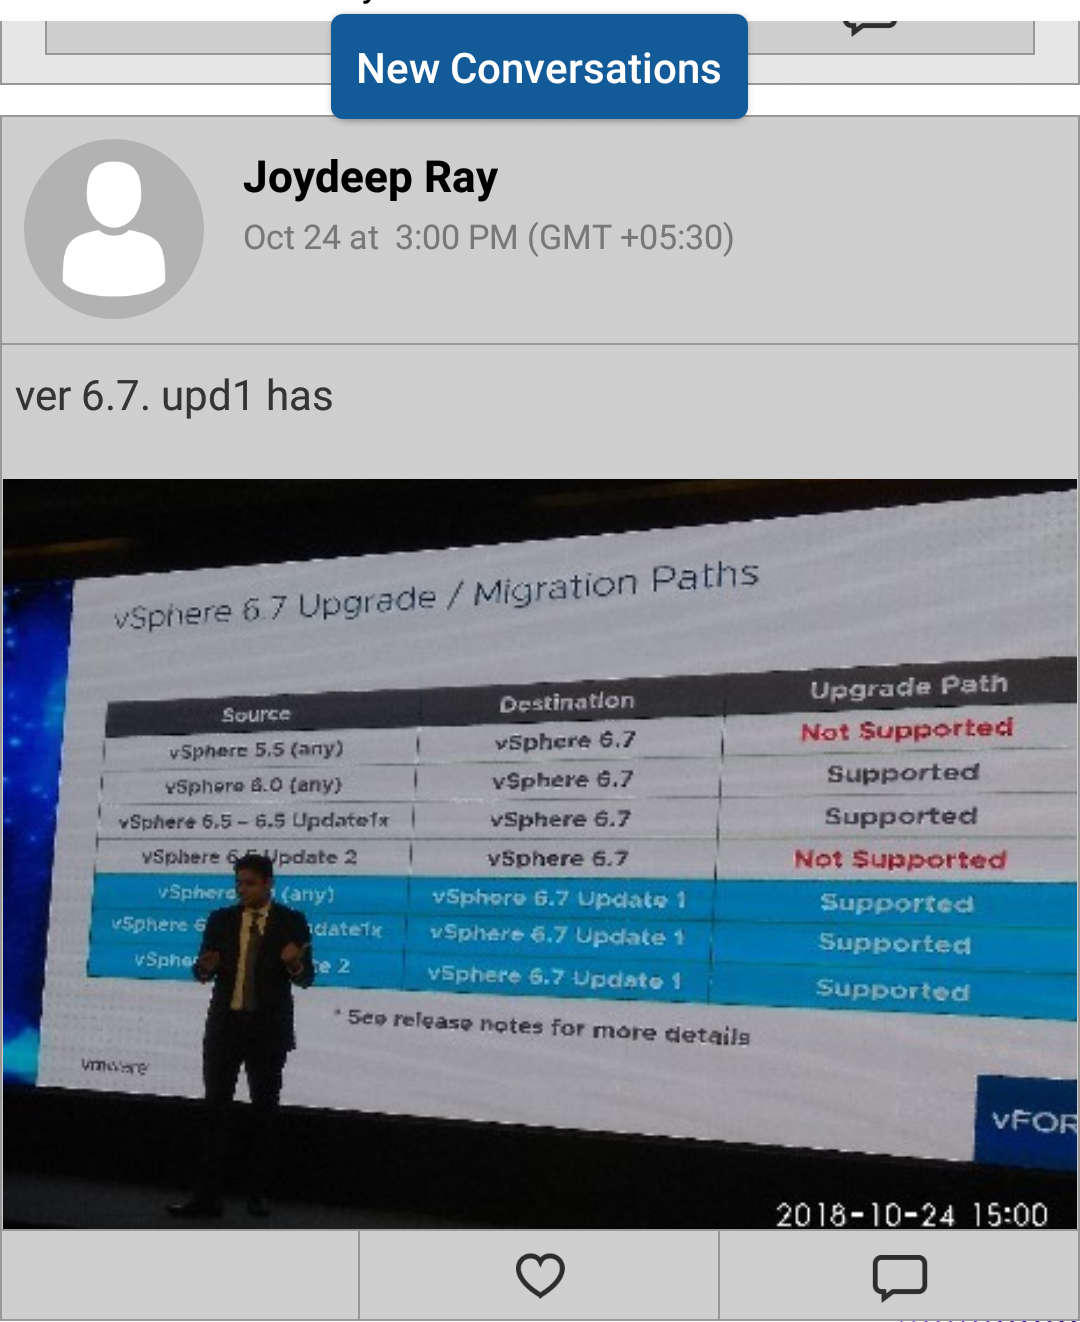 New Conversations
Joydeep Ray
Oct 24 at 3:00 PM (GMT +05:30)
ver 6.7. upd1 has
vSphere 6.7 Upgrade / Migration Paths
Source Destination Upgrade Path
vSphere 5.5 (any) vSphere 6.7 Not Supported
vSphere 6.0 (any) vSphere 6.7 Supported
vSphere 6.5 - 6.5 Update1x vSphere 6.7 Supported
vSphere 6.5 Update 2 vSphere 6.7 Not Supported
vSphere (any) vSphere 6.7 Update 1 Supported
vSphere 6 date1x vSphere 6.7 Update 1 Supported
vSphe te 2 vSphere 6.7 Update 1 Supported
* See release notes for more details
vmware
vFOR
2018-10-24 15:00